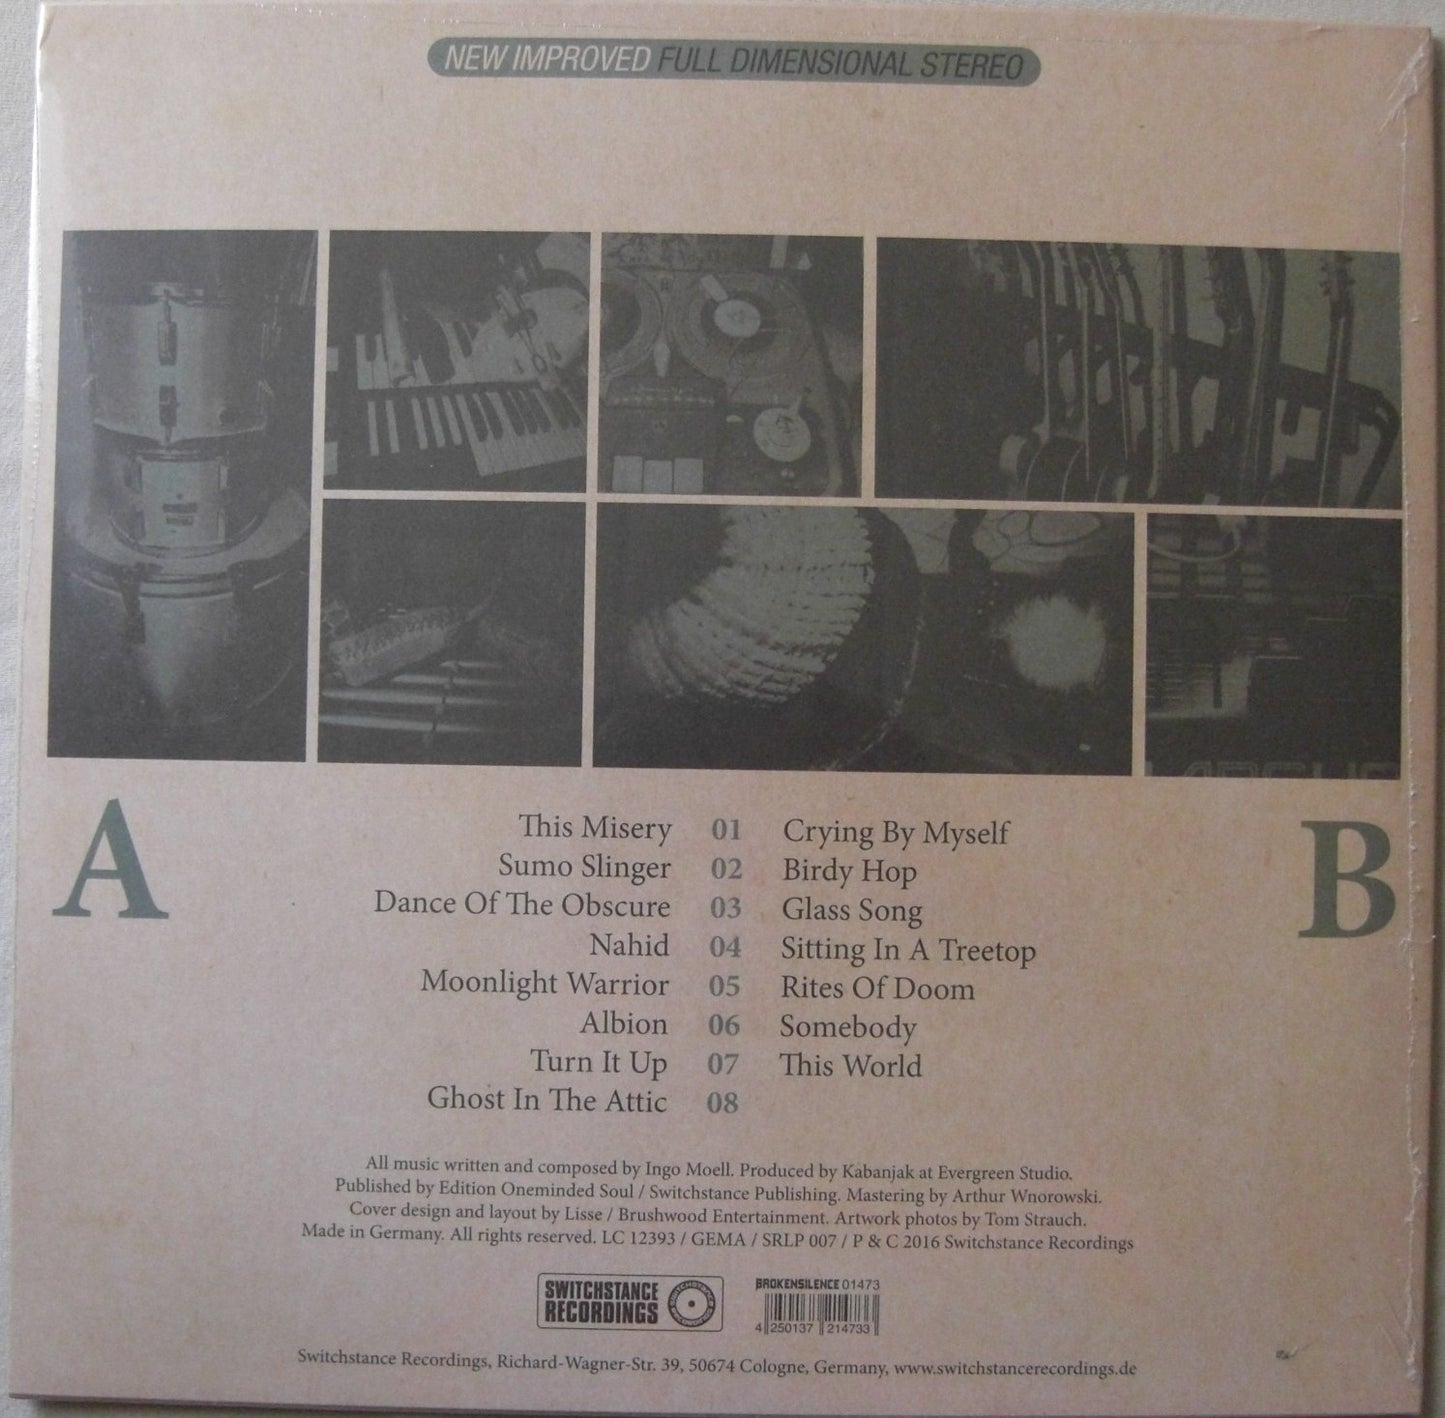 NEW IMPROVED FULL DIMENSIONAL STEREO
A
B
This Misery 01 Crying By Myself
Sumo Slinger 02 Birdy Hop
Dance Of The Obscure 03 Glass Song
Nahid 04 Sitting In A Treetop
Moonlight Warrior 05 Rites Of Doom
Albion 06 Somebody
Turn It Up 07 This World
Ghost In The Attic 08
All music written and composed by Ingo Moell. Produced by Kabanjak at Evergreen Studio.
Published by Edition Oneminded Soul / Switchstance Publishing. Mastering by Arthur Wnorowski.
Cover design and layout by Lisse / Brushwood Entertainment. Artwork photos by Tom Strauch.
Made in Germany. All rights reserved. LC 12393 / GEMA / SRLP 007 / P & C 2016 Switchstance Recordings
SWITCHSTANCE
RECORDINGS
BROKENSILENCE 01473
4 250137 214733
Switchstance Recordings, Richard-Wagner-Str. 39, 50674 Cologne, Germany, www.switchstancerecordings.de